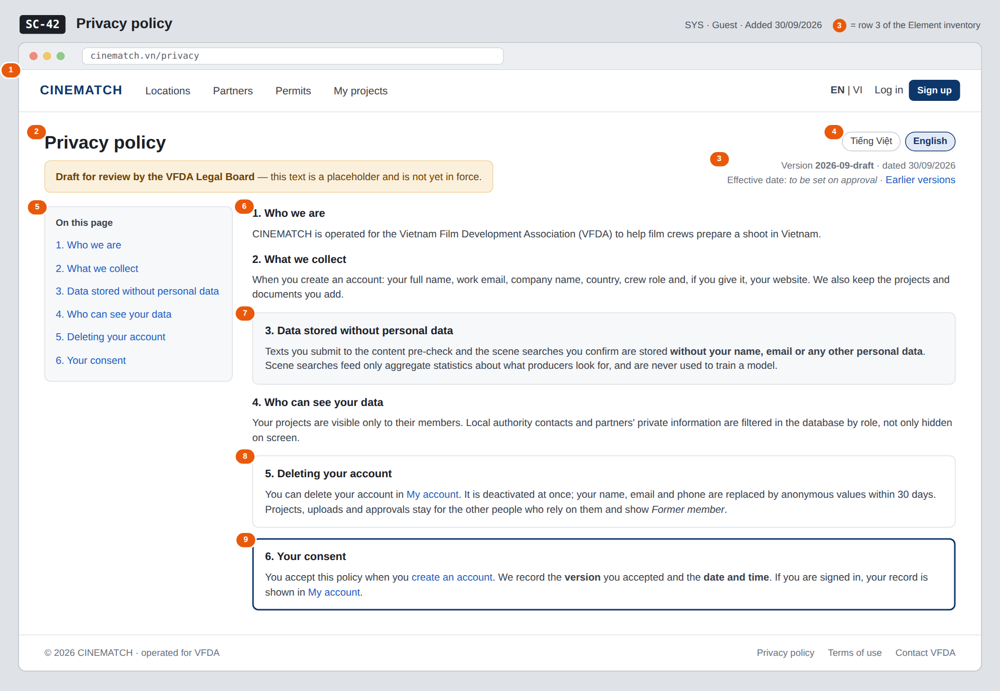 SC-42 Privacy policy
SYS · Guest · Added 30/09/2026 3 = row 3 of the Element inventory
cinematch.vn/privacy
1
CINEMATCH Locations Partners Permits My projects EN | VI Log in Sign up
2
Privacy policy
4
Tiếng Việt English
Draft for review by the VFDA Legal Board — this text is a placeholder and is not yet in force.
3
Version 2026-09-draft · dated 30/09/2026
Effective date: to be set on approval · Earlier versions
5
On this page
1. Who we are
2. What we collect
3. Data stored without personal data
4. Who can see your data
5. Deleting your account
6. Your consent
6
1. Who we are
CINEMATCH is operated for the Vietnam Film Development Association (VFDA) to help film crews prepare a shoot in Vietnam.
2. What we collect
When you create an account: your full name, work email, company name, country, crew role and, if you give it, your website. We also keep the projects and
documents you add.
7
3. Data stored without personal data
Texts you submit to the content pre-check and the scene searches you confirm are stored without your name, email or any other personal data.
Scene searches feed only aggregate statistics about what producers look for, and are never used to train a model.
4. Who can see your data
Your projects are visible only to their members. Local authority contacts and partners' private information are filtered in the database by role, not only hidden
on screen.
8
5. Deleting your account
You can delete your account in My account. It is deactivated at once; your name, email and phone are replaced by anonymous values within 30 days.
Projects, uploads and approvals stay for the other people who rely on them and show Former member.
9
6. Your consent
You accept this policy when you create an account. We record the version you accepted and the date and time. If you are signed in, your record is
shown in My account.
© 2026 CINEMATCH · operated for VFDA
Privacy policy Terms of use Contact VFDA